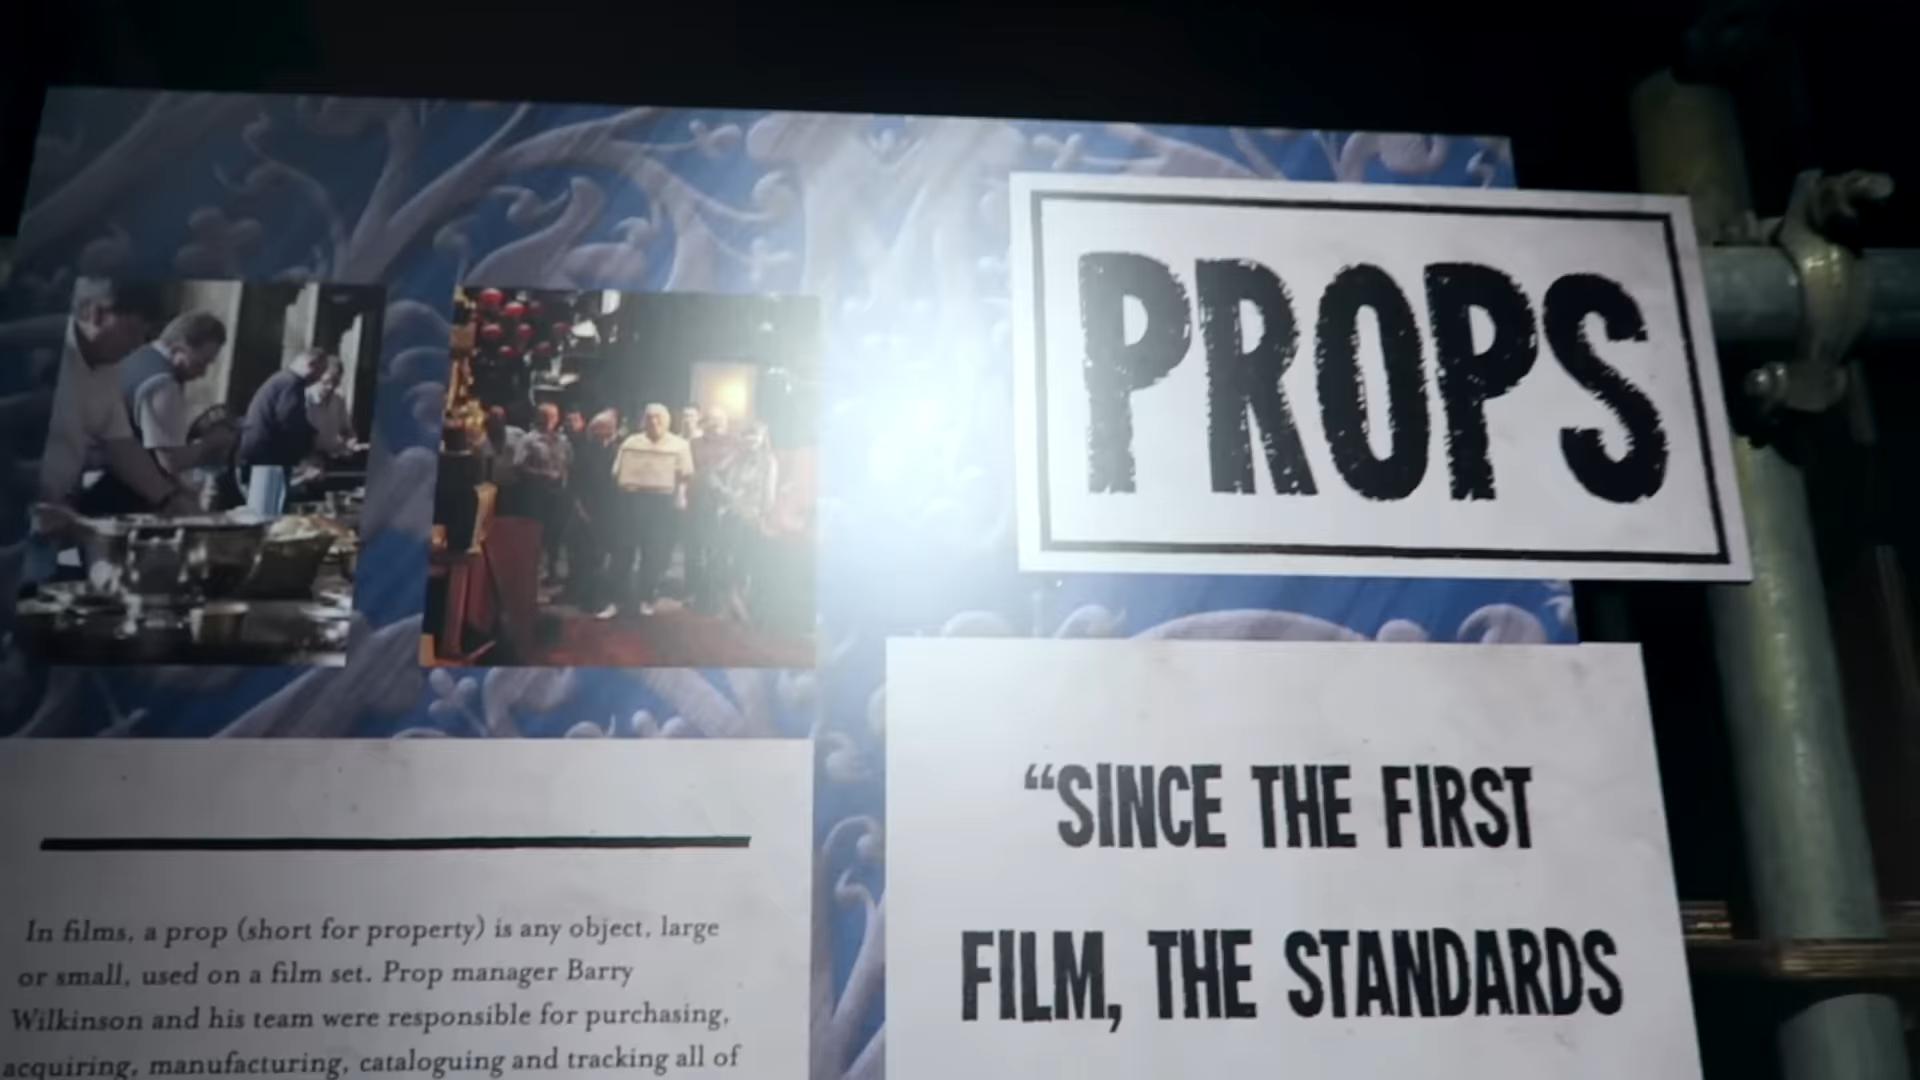 PROPS
"SINCE THE FIRST
FILM, THE STANDARDS
In films, a prop (short for property) is any object, large
or small, used on a film set. Prop manager Barry
Wilkinson and his team were responsible for purchasing,
acquiring, manufacturing, cataloguing and tracking all of